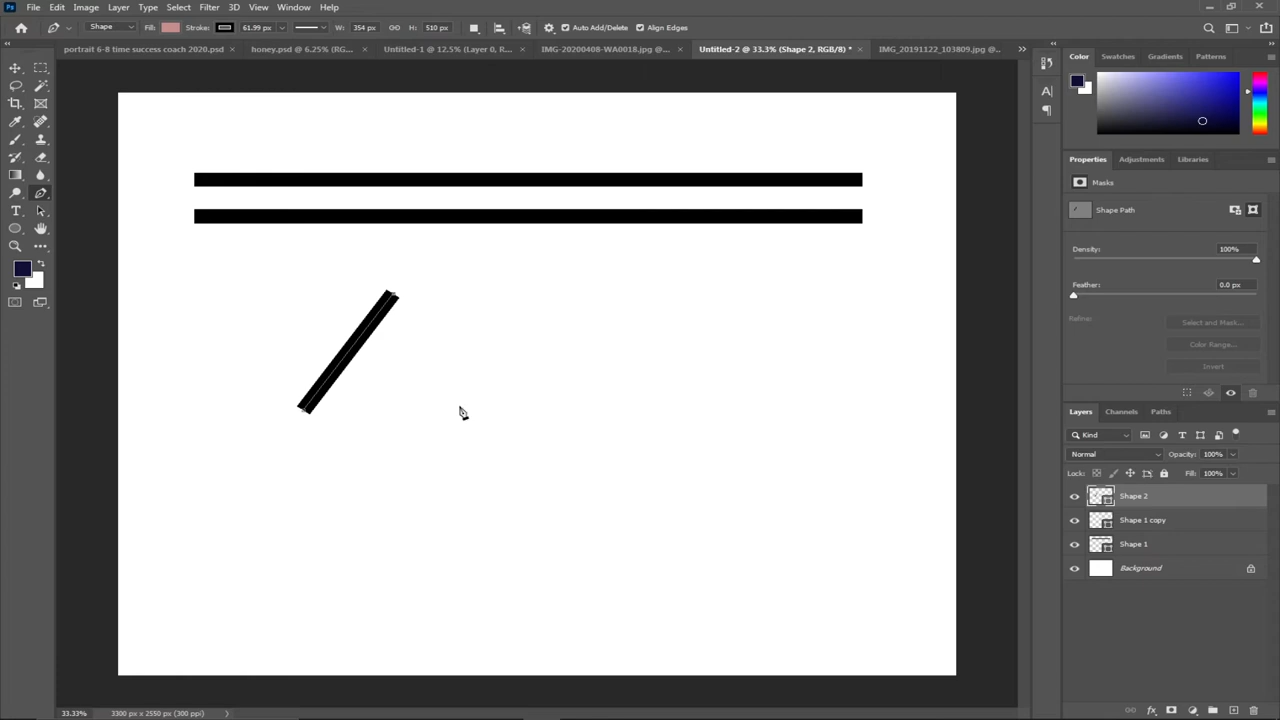 Ps File Edit Image Layer Type Select Filter 3D View Window Help
Shape Fill: Stroke: 61.99 px W: 354 px H: 510 px Auto Add/Delete Align Edges
portrait 6-8 time success coach 2020.psd × honey.psd @ 6.25% (RG... × Untitled-1 @ 12.5% (Layer 0, R... × IMG-20200408-WA0018.jpg @... × Untitled-2 @ 33.3% (Shape 2, RGB/8) * × IMG_20191122_103809.jpg @...
Color Swatches Gradients Patterns
Properties Adjustments Libraries
Masks
Shape Path
Density: 100%
Feather: 0.0 px
Refine:
Select and Mask...
Color Range...
Invert
Layers Channels Paths
Kind
Normal Opacity: 100%
Lock: Fill: 100%
Shape 2
Shape 1 copy
Shape 1
Background
33.33% 3300 px x 2550 px (300 ppi)